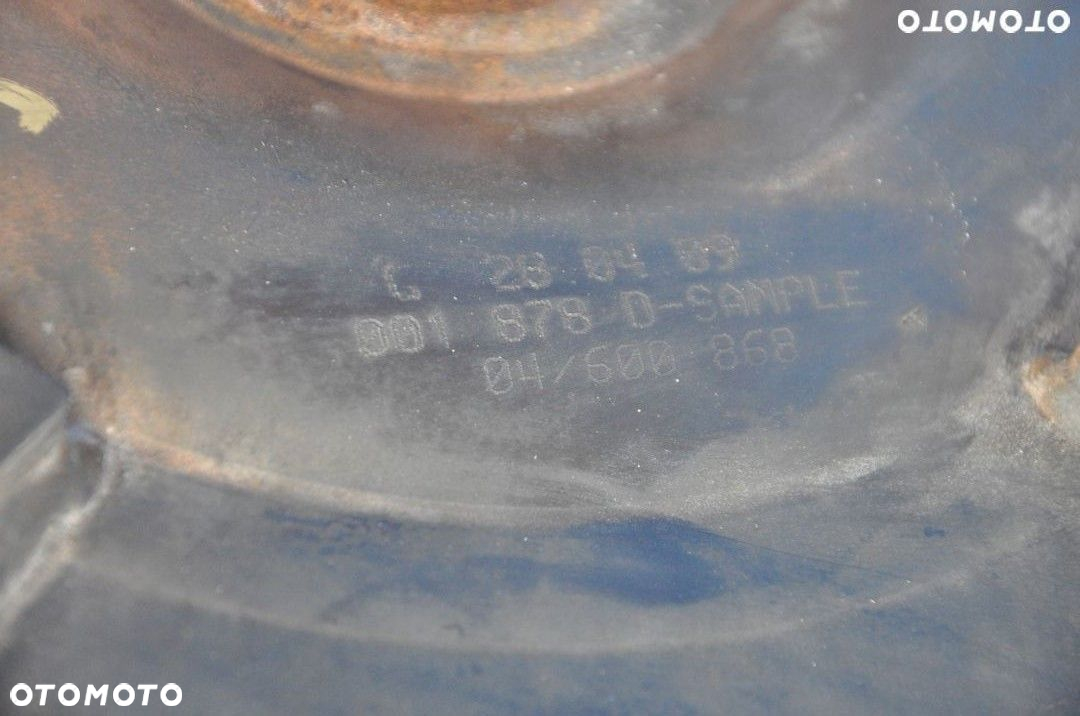 OTOMOTO
C 28 04 09
001 878 D-SAMPLE
04/600 868
OTOMOTO